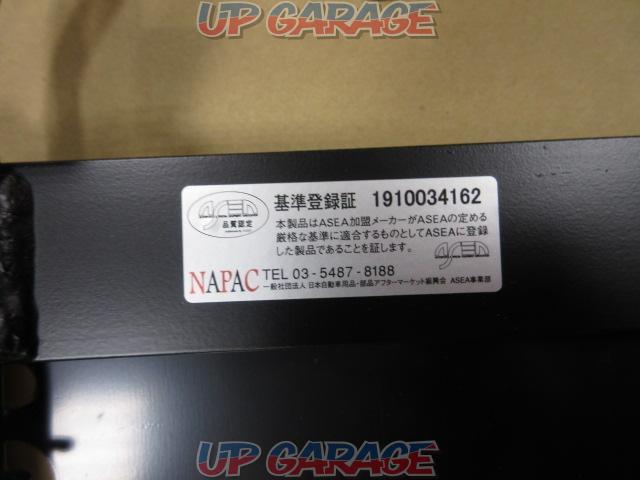 UP GARAGE
基準登録証 1910034162
品質認定
本製品はASEA加盟メーカーがASEAの定める
厳格な基準に適合するものとしてASEAに登録
した製品であることを証します。
NAPAC TEL 03-5487-8188
一般社団法人 日本自動車用品・部品アフターマーケット振興会 ASEA事業部
UP GARAGE